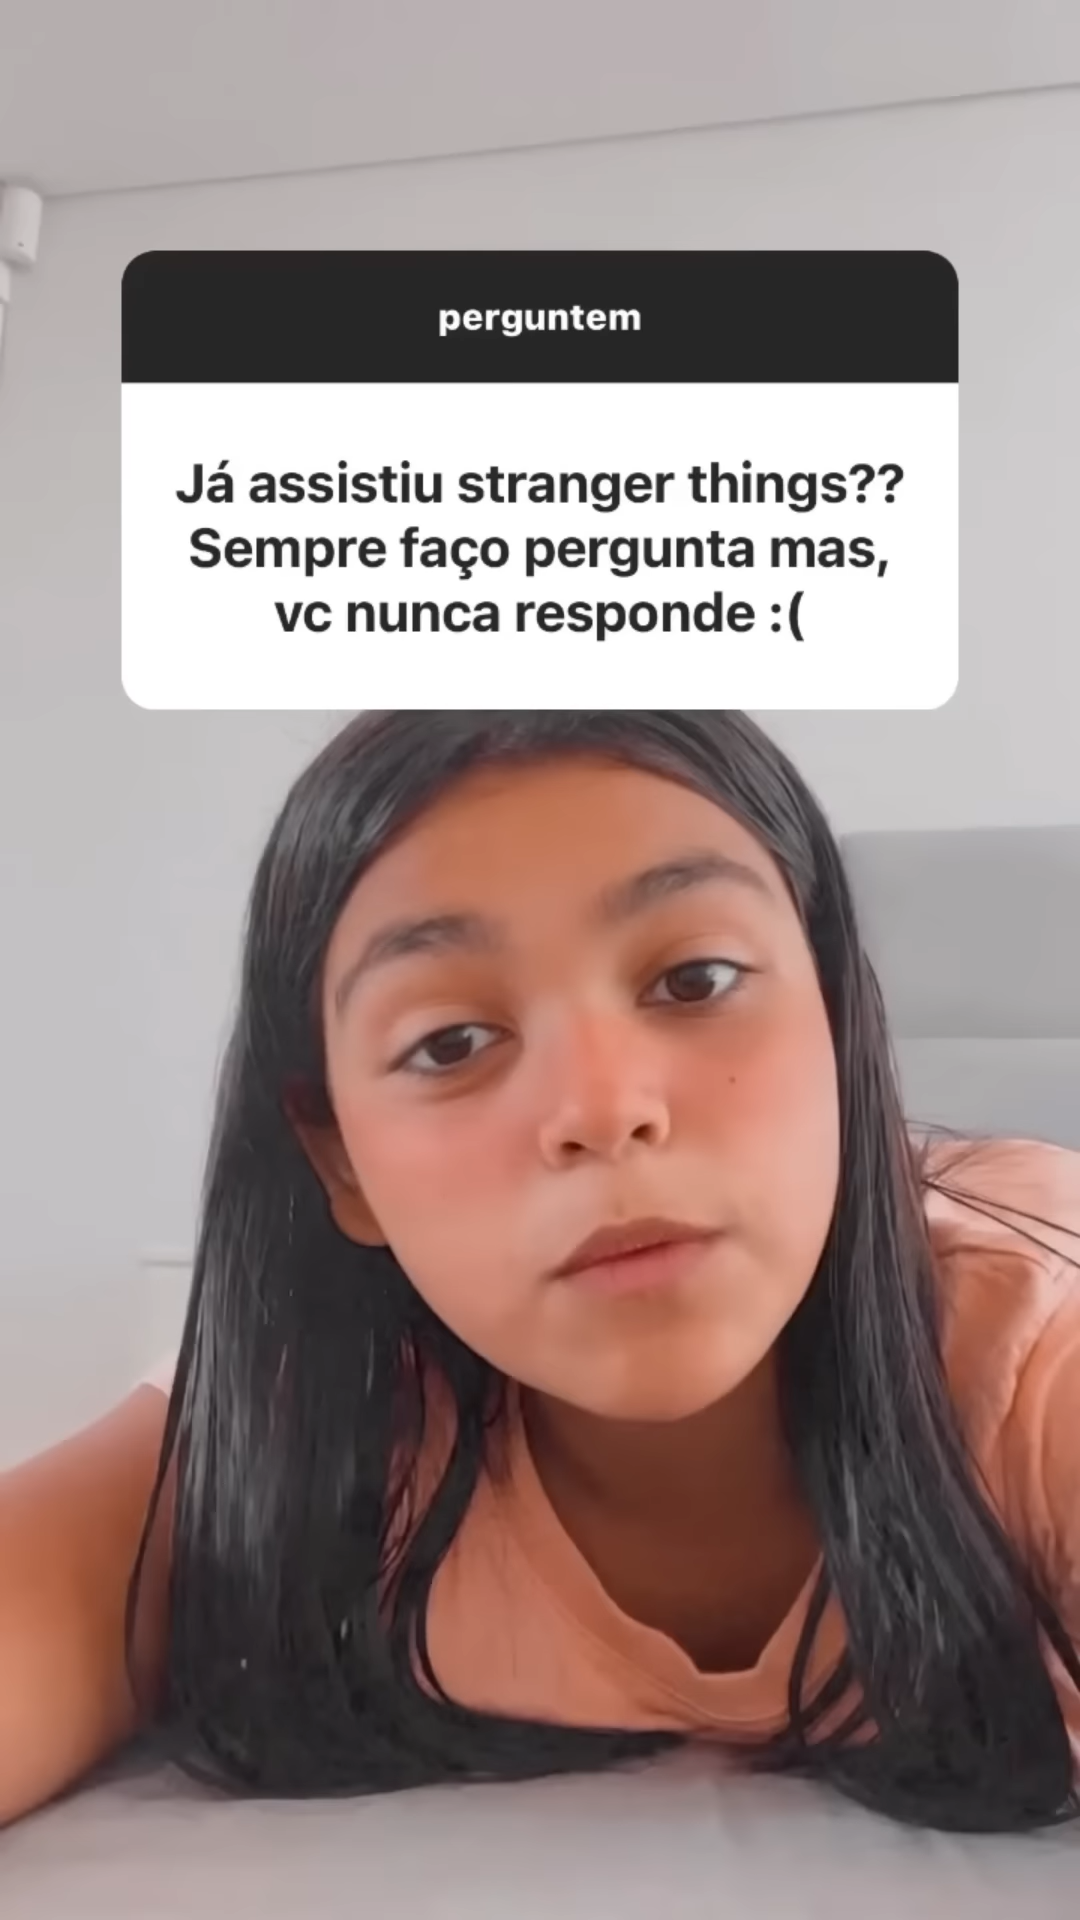 perguntem
Já assistiu stranger things??
Sempre faço pergunta mas,
vc nunca responde :(